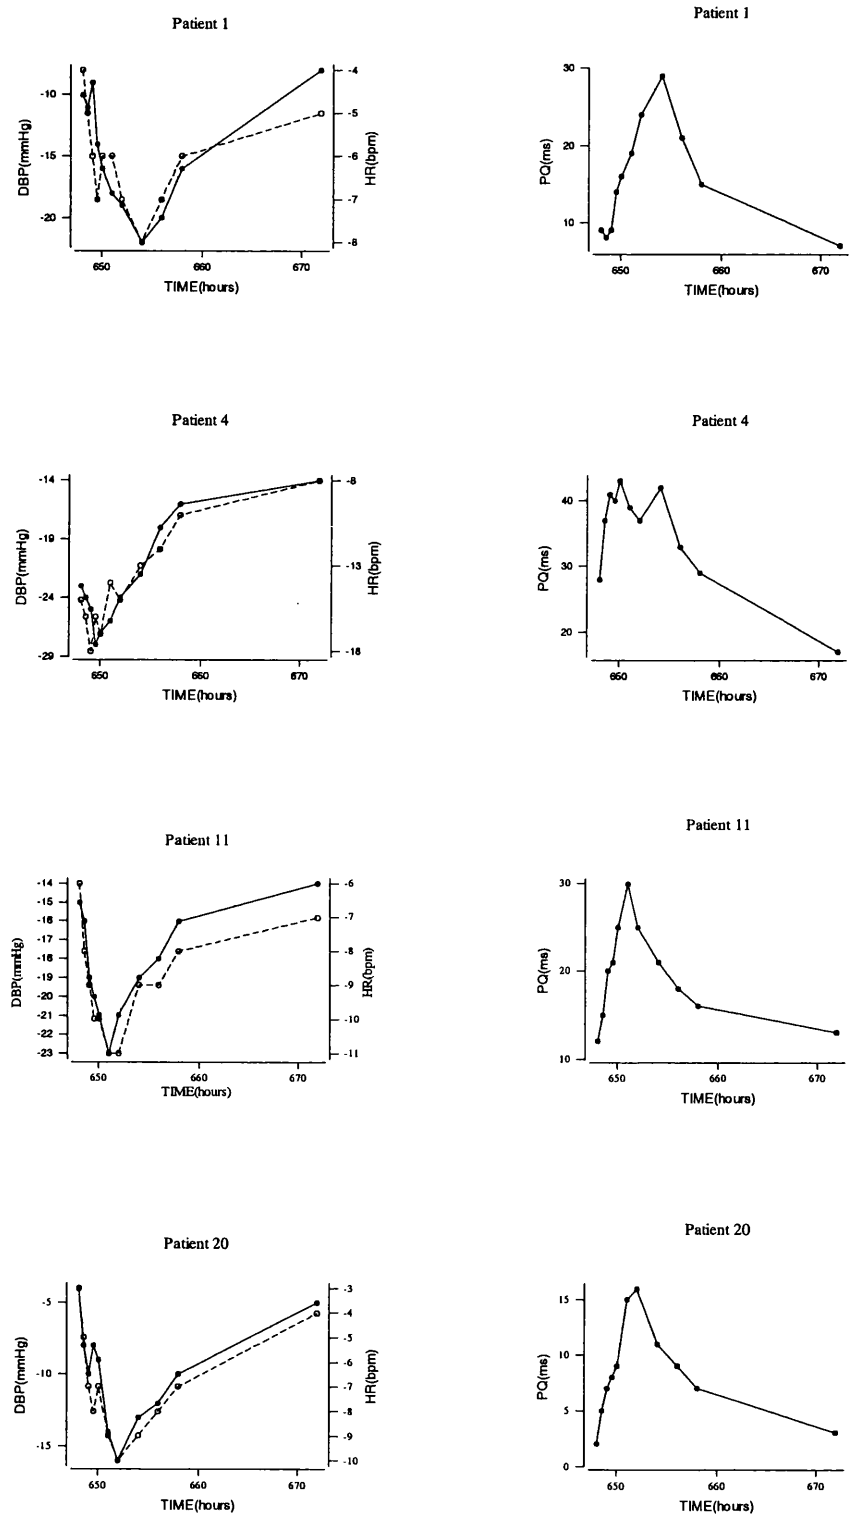 Patient 1
-10
-15
-20
DBP(mmHg)
-4
-5
-6
-7
-8
HR(bpm)
650
660
670
TIME(hours)
Patient 1
30
20
10
PQ(ms)
650
660
670
TIME(hours)
Patient 4
-14
-19
-24
-29
DBP(mmHg)
-8
-13
-18
HR(bpm)
650
660
670
TIME(hours)
Patient 4
40
30
20
PQ(ms)
650
660
670
TIME(hours)
Patient 11
-14
-15
-16
-17
-18
-19
-20
-21
-22
-23
DBP(mmHg)
-6
-7
-8
-9
-10
-11
HR(bpm)
650
660
670
TIME(hours)
Patient 11
30
20
10
PQ(ms)
650
660
670
TIME(hours)
Patient 20
-5
-10
-15
DBP(mmHg)
-3
-4
-5
-6
-7
-8
-9
-10
HR(bpm)
650
660
670
TIME(hours)
Patient 20
15
10
5
0
PQ(ms)
650
660
670
TIME(hours)